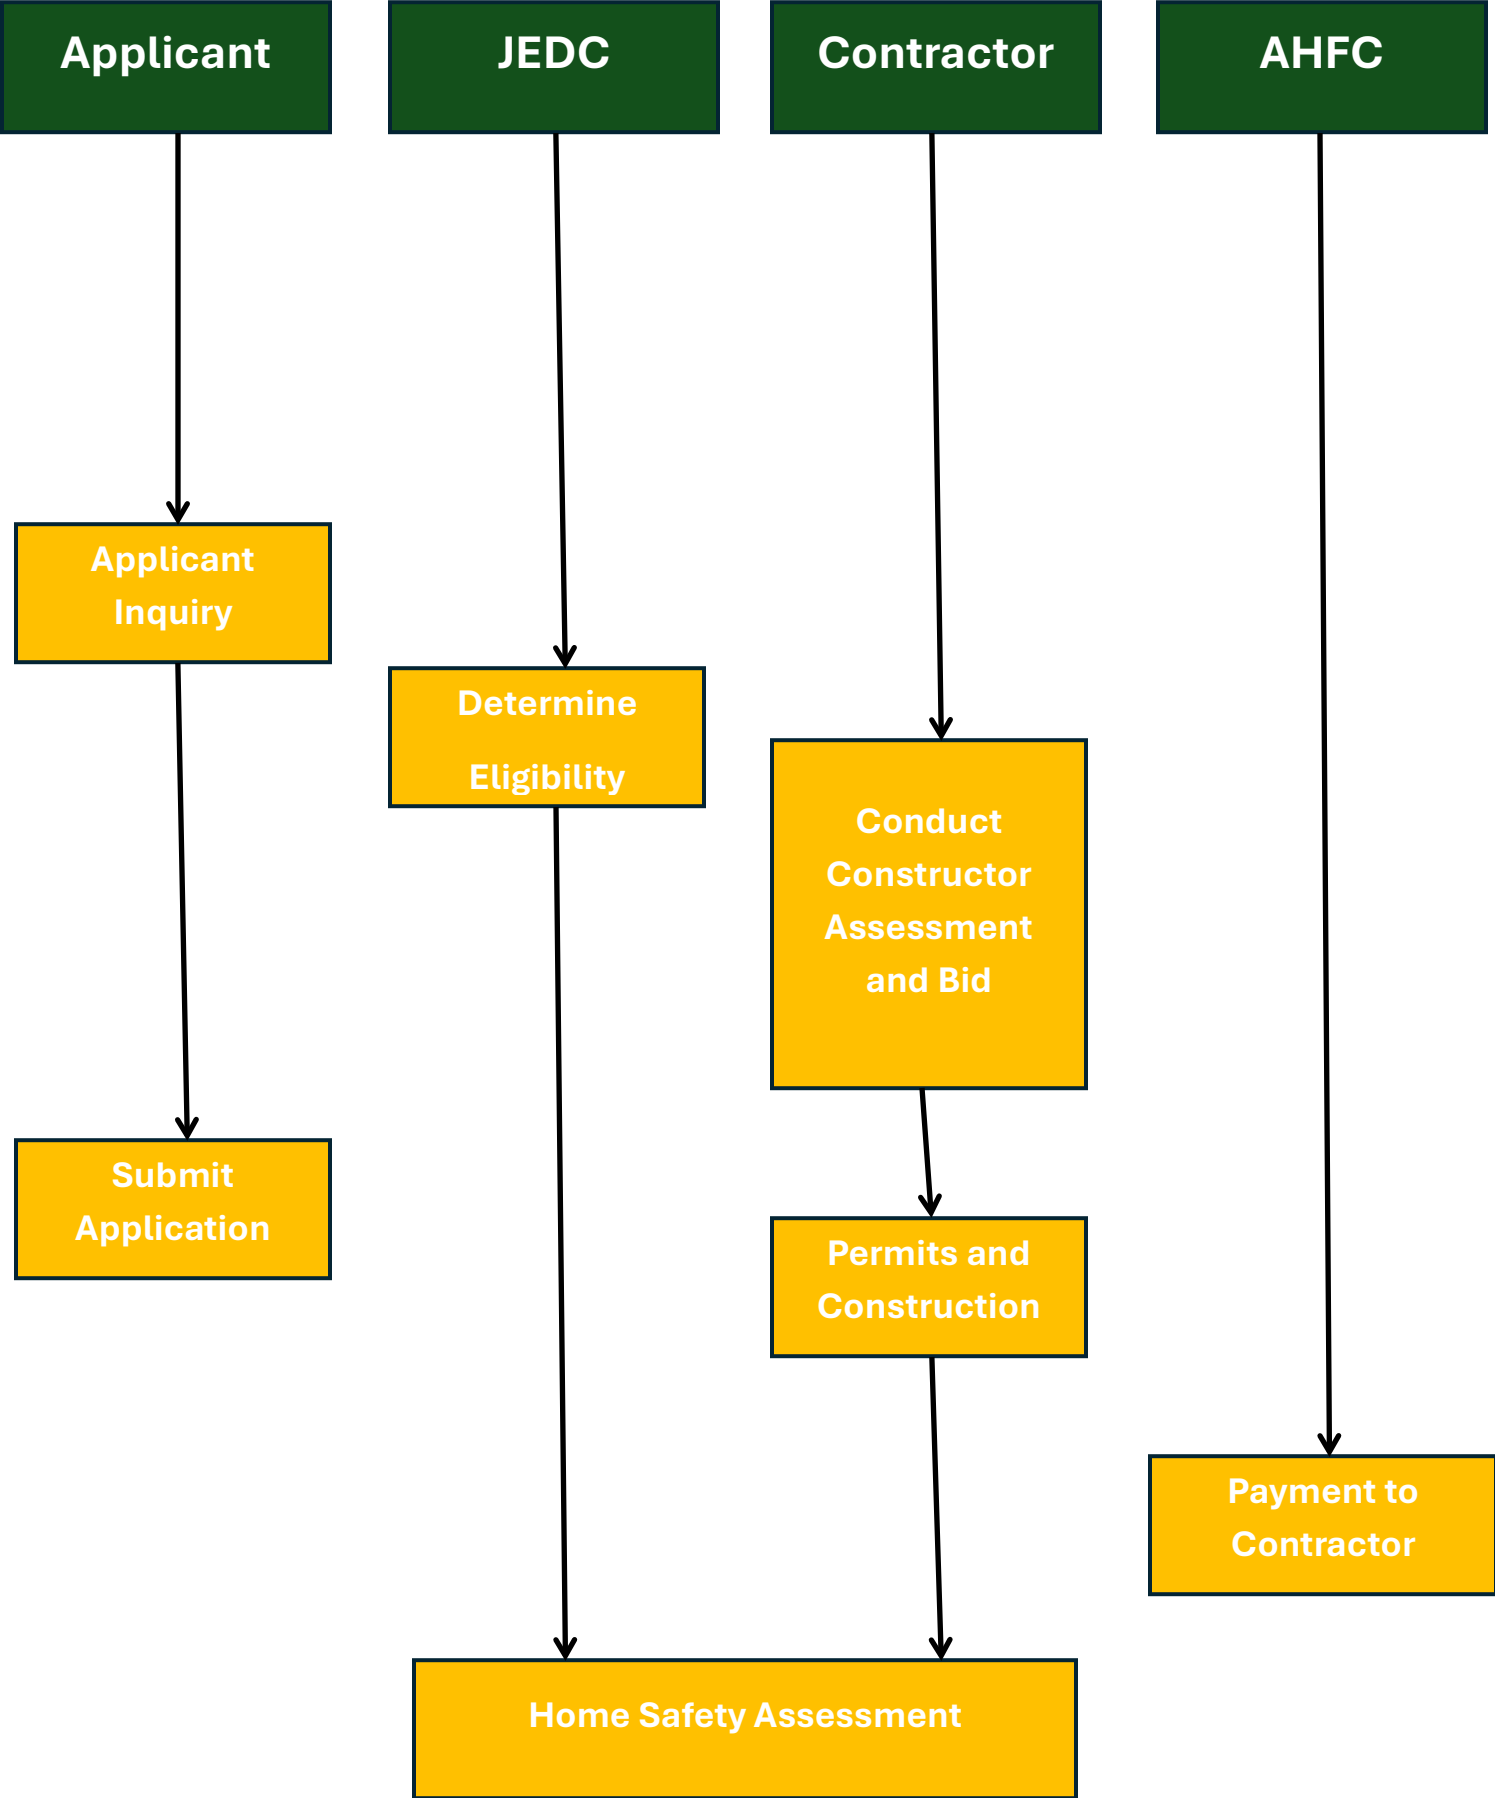 Applicant
JEDC
Contractor
AHFC
Applicant
Inquiry
Determine
Eligibility
Conduct
Constructor
Assessment
and Bid
Submit
Application
Permits and
Construction
Payment to
Contractor
Home Safety Assessment